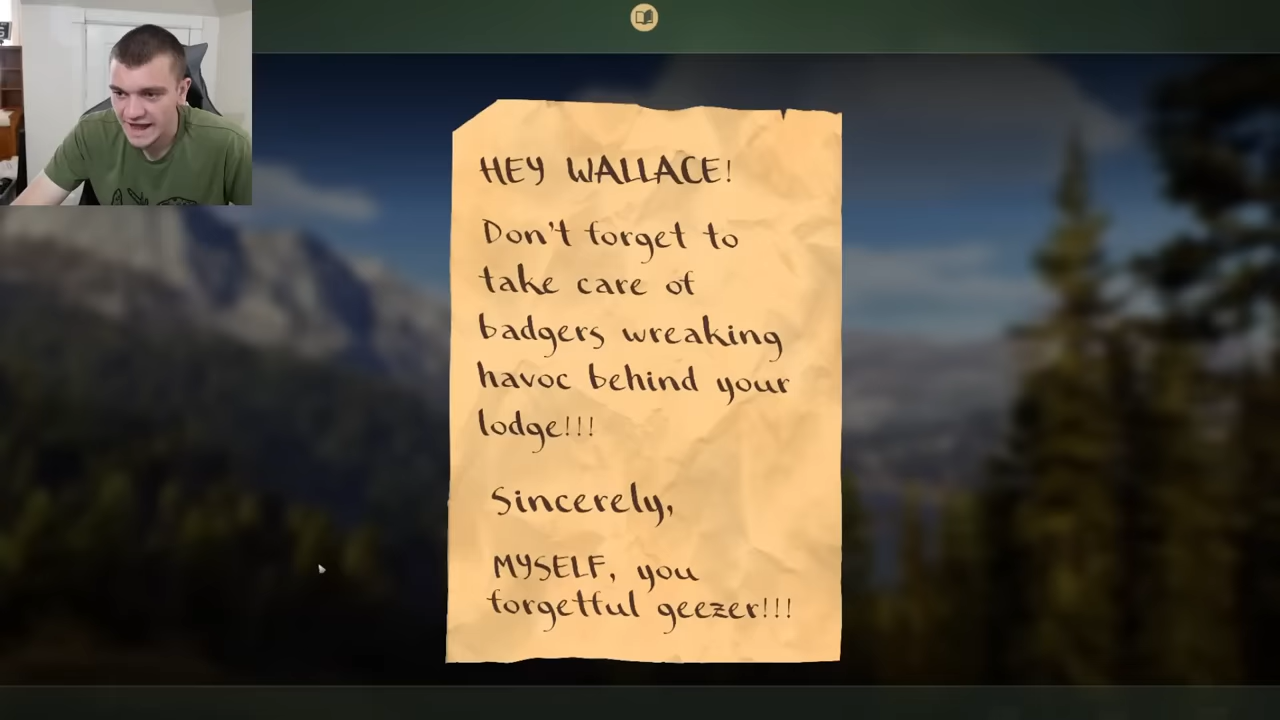 HEY WALLACE!
Don't forget to
take care of
badgers wreaking
havoc behind your
lodge!!!
Sincerely,
MYSELF, you
forgetful geezer!!!